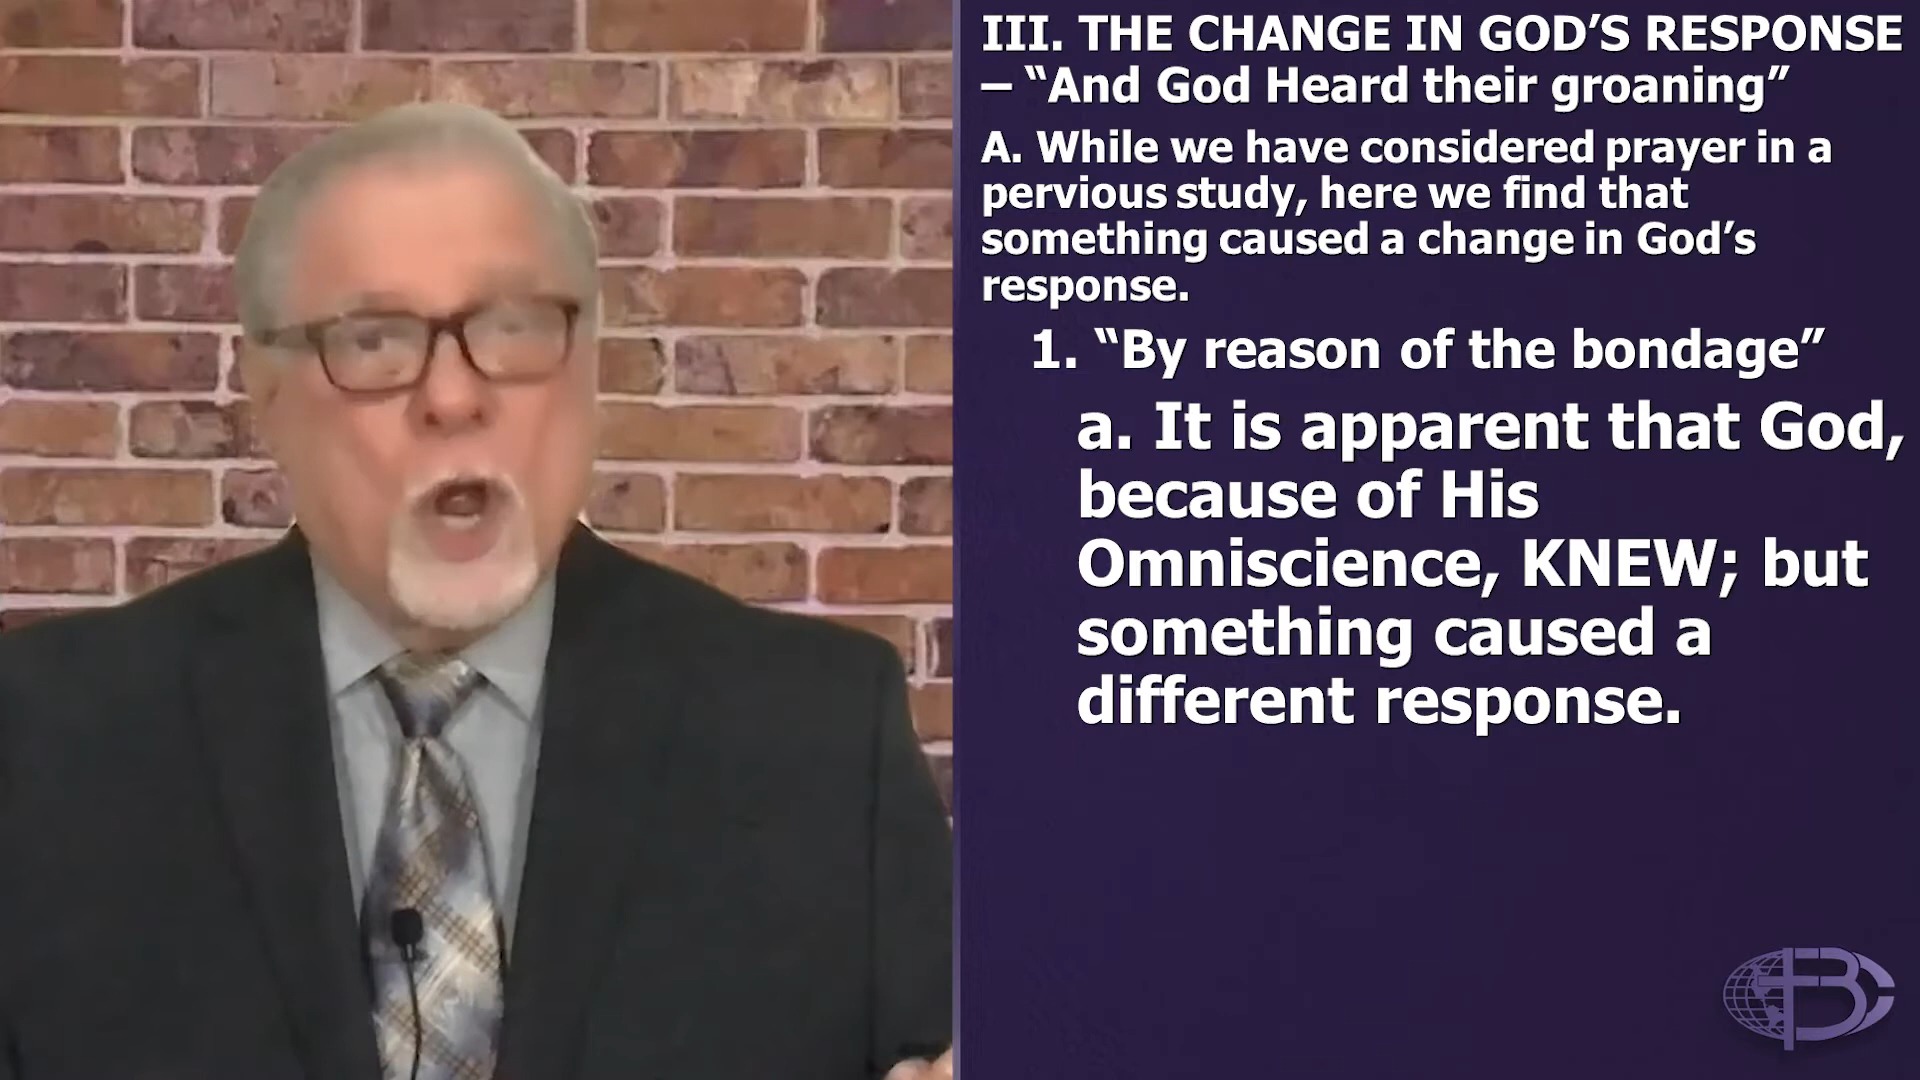 III. THE CHANGE IN GOD’S RESPONSE
– “And God Heard their groaning”
A. While we have considered prayer in a
pervious study, here we find that
something caused a change in God’s
response.
1. “By reason of the bondage”
a. It is apparent that God,
because of His
Omniscience, KNEW; but
something caused a
different response.
FBC